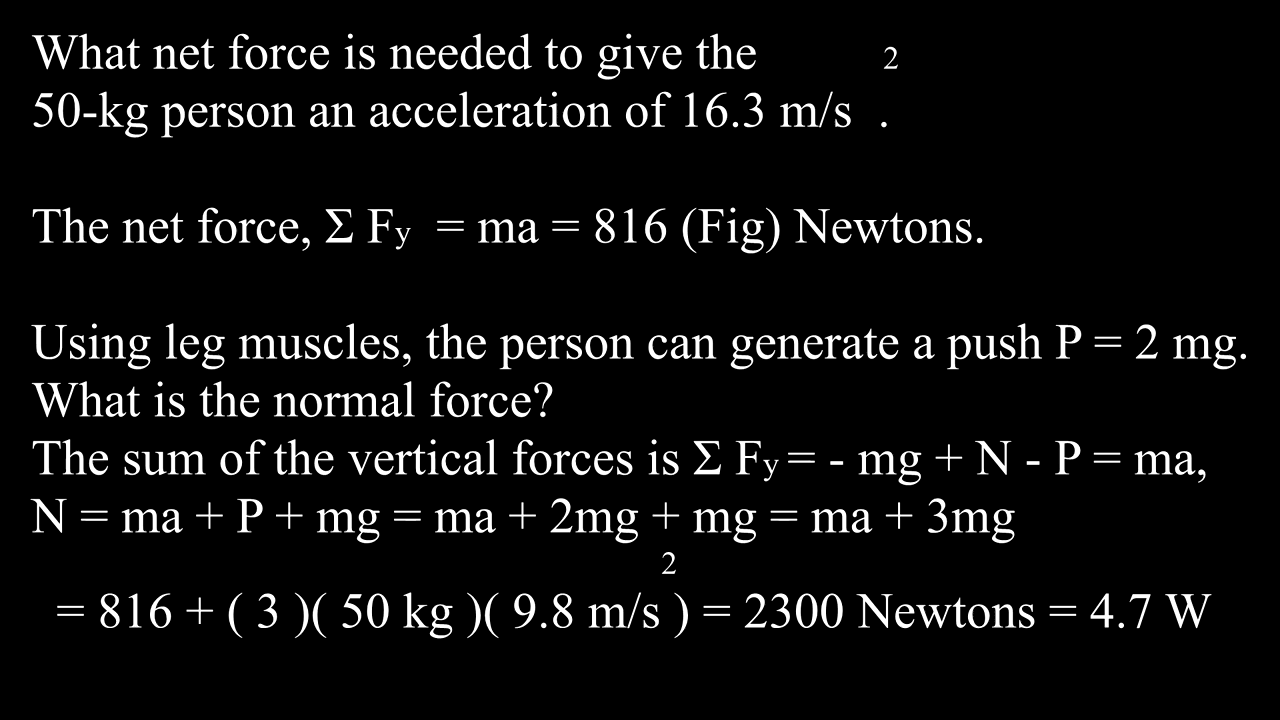 What net force is needed to give the
50-kg person an acceleration of 16.3 m/s².
The net force, Σ Fy = ma = 816 (Fig) Newtons.
Using leg muscles, the person can generate a push P = 2 mg.
What is the normal force?
The sum of the vertical forces is Σ Fy = - mg + N - P = ma,
N = ma + P + mg = ma + 2mg + mg = ma + 3mg
= 816 + ( 3 )( 50 kg )( 9.8 m/s² ) = 2300 Newtons = 4.7 W